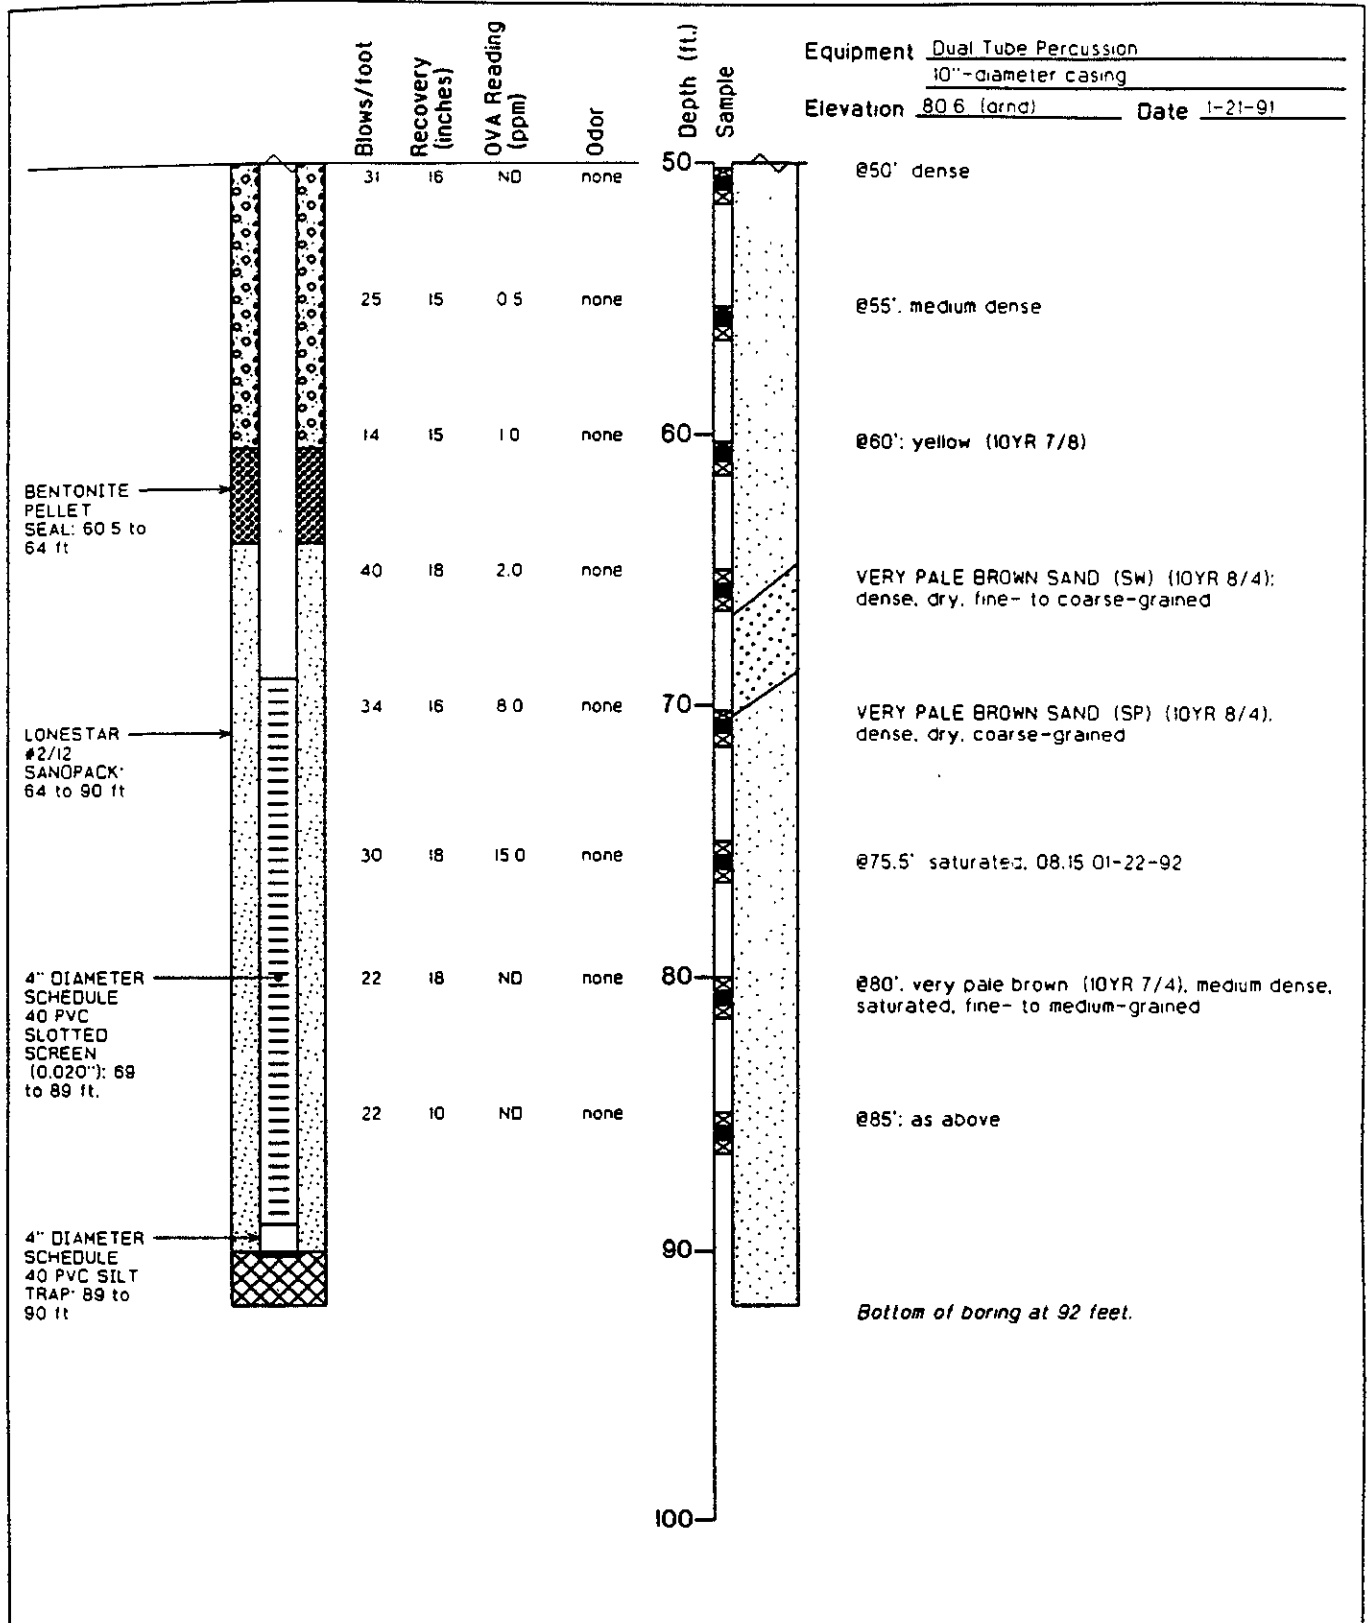 Equipment Dual Tube Percussion
10"-diameter casing
Elevation 80.6 (grnd) Date 1-21-91
Blows/foot
Recovery (inches)
OVA Reading (ppm)
Odor
Depth (ft.)
Sample
31 16 ND none 50 @50' dense
25 15 0.5 none @55'. medium dense
14 15 1.0 none 60 @60': yellow (10YR 7/8)
BENTONITE
PELLET
SEAL: 60.5 to
64 ft
40 18 2.0 none VERY PALE BROWN SAND (SW) (10YR 8/4):
dense, dry, fine- to coarse-grained
34 16 8.0 none 70 VERY PALE BROWN SAND (SP) (10YR 8/4).
dense, dry, coarse-grained
LONESTAR
#2/12
SANDPACK:
64 to 90 ft
30 18 15.0 none @75.5' saturated, 08.15 01-22-92
4" DIAMETER
SCHEDULE
40 PVC
SLOTTED
SCREEN
(0.020"): 69
to 89 ft.
22 18 ND none 80 @80'. very pale brown (10YR 7/4), medium dense,
saturated, fine- to medium-grained
22 10 ND none @85': as above
4" DIAMETER
SCHEDULE
40 PVC SILT
TRAP: 89 to
90 ft
90
Bottom of boring at 92 feet.
100